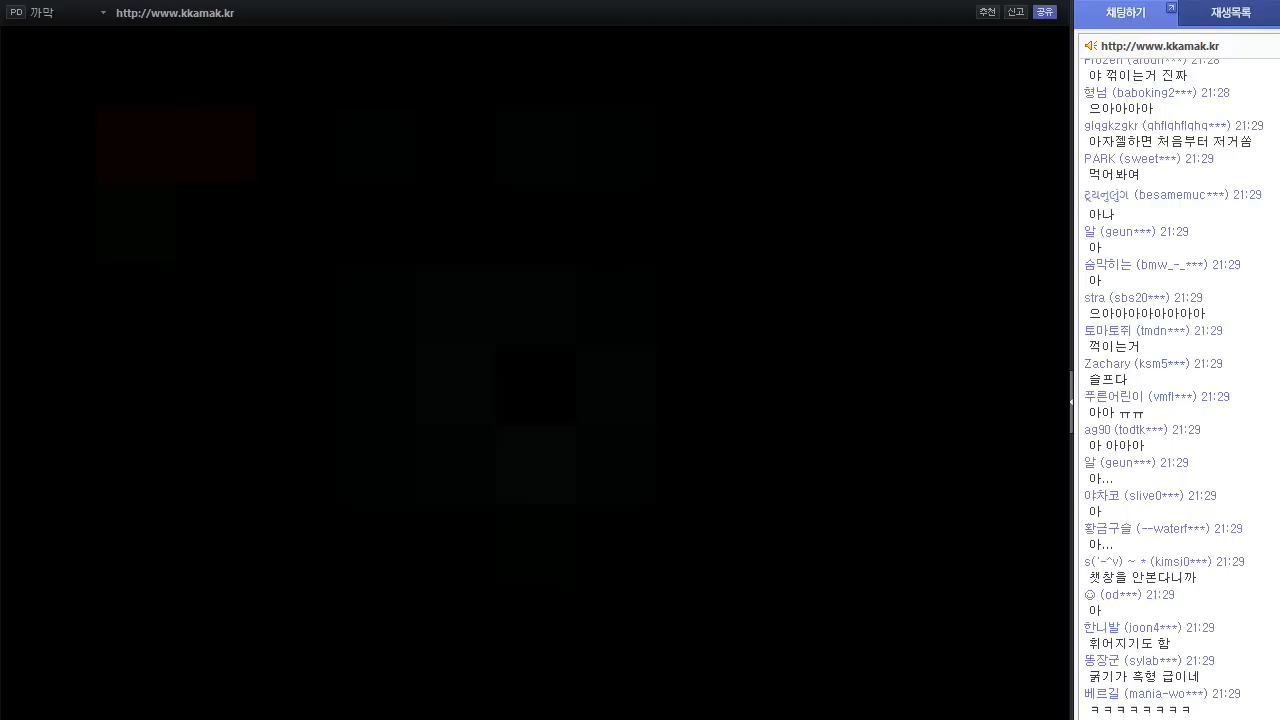 PD 까막 http://www.kkamak.kr 추천 신고 공유
채팅하기 재생목록
http://www.kkamak.kr
Frozen (aroun***) 21:28
야 꺾이는거 진짜
형님 (baboking2***) 21:28
으아아아아
glqgkzgkr (qhflqhflqhq***) 21:29
아자젤하면 처음부터 저거씀
PARK (sweet***) 21:29
먹어봐여
(besamemuc***) 21:29
아나
알 (geun***) 21:29
아
숨막히는 (bmw_-_***) 21:29
아
stra (sbs20***) 21:29
으아아아아아아아아
토마토쥐 (tmdn***) 21:29
꺽이는거
Zachary (ksm5***) 21:29
슬프다
푸른어린이 (vmfl***) 21:29
아아 ㅠㅠ
ag90 (todtk***) 21:29
아 아아아
알 (geun***) 21:29
아...
야차코 (slive0***) 21:29
아
황금구슬 (--waterf***) 21:29
아...
s(´-^v) ~ * (kimsi0***) 21:29
챗창을 안본다니까
☺ (od***) 21:29
아
한니발 (joon4***) 21:29
휘어지기도 함
똥장군 (sylab***) 21:29
굵기가 흑형 급이네
베르길 (mania-wo***) 21:29
ㅋㅋㅋㅋㅋㅋㅋㅋ